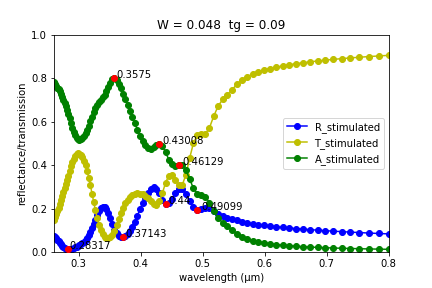 W = 0.048 tg = 0.09
1.0
0.8
0.6
0.4
0.2
0.0
reflectance/transmission
0.3575
0.43008
0.46129
0.44
0.49099
0.37143
0.28317
R_stimulated
T_stimulated
A_stimulated
0.3 0.4 0.5 0.6 0.7 0.8
wavelength (μm)